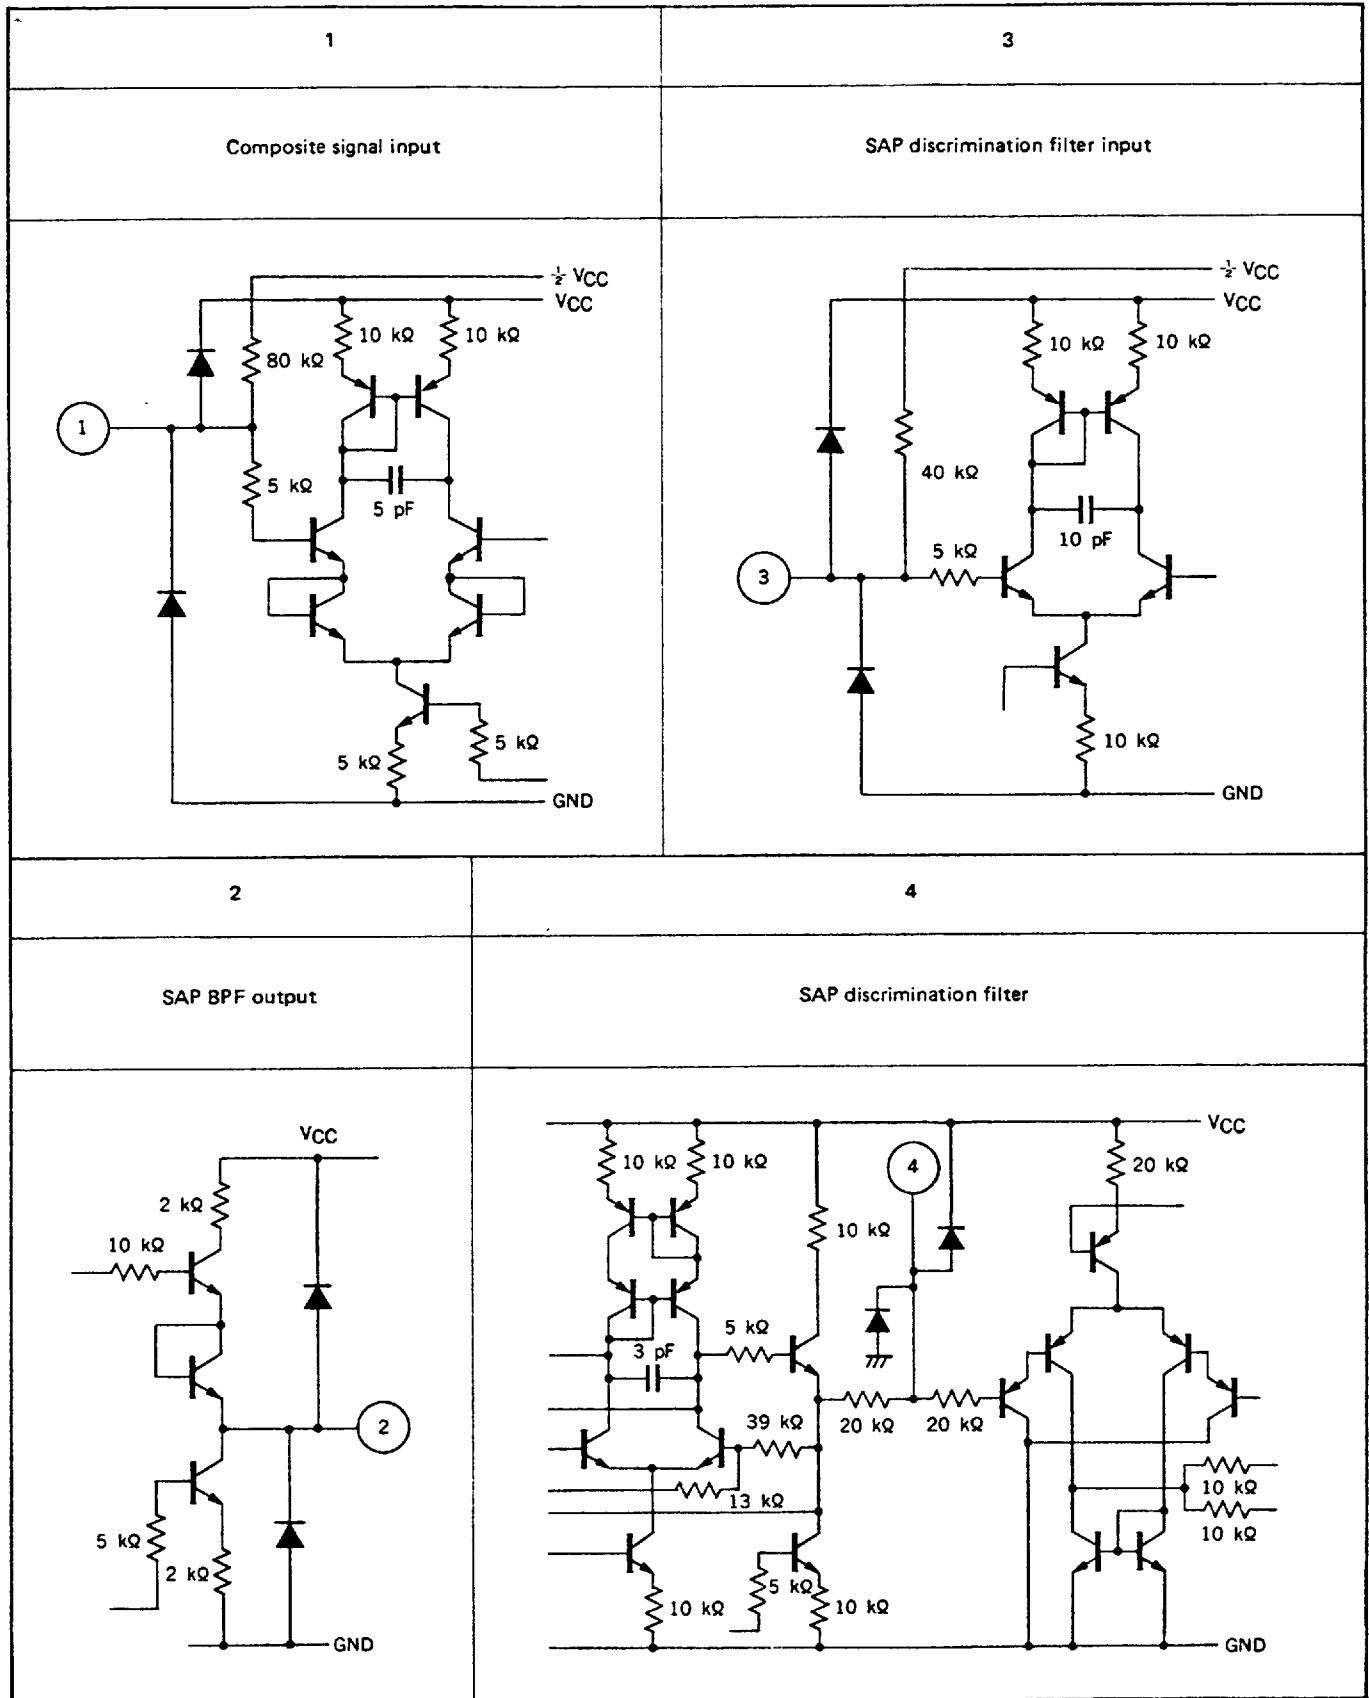 1
3
Composite signal input
SAP discrimination filter input
½ VCC
VCC
10 kΩ
10 kΩ
80 kΩ
1
5 kΩ
5 pF
5 kΩ
5 kΩ
GND
½ VCC
VCC
10 kΩ
10 kΩ
40 kΩ
10 pF
5 kΩ
3
10 kΩ
GND
2
4
SAP BPF output
SAP discrimination filter
VCC
2 kΩ
10 kΩ
2
5 kΩ
2 kΩ
GND
VCC
10 kΩ
10 kΩ
4
20 kΩ
10 kΩ
5 kΩ
3 pF
39 kΩ
20 kΩ
20 kΩ
13 kΩ
10 kΩ
10 kΩ
5 kΩ
10 kΩ
10 kΩ
GND